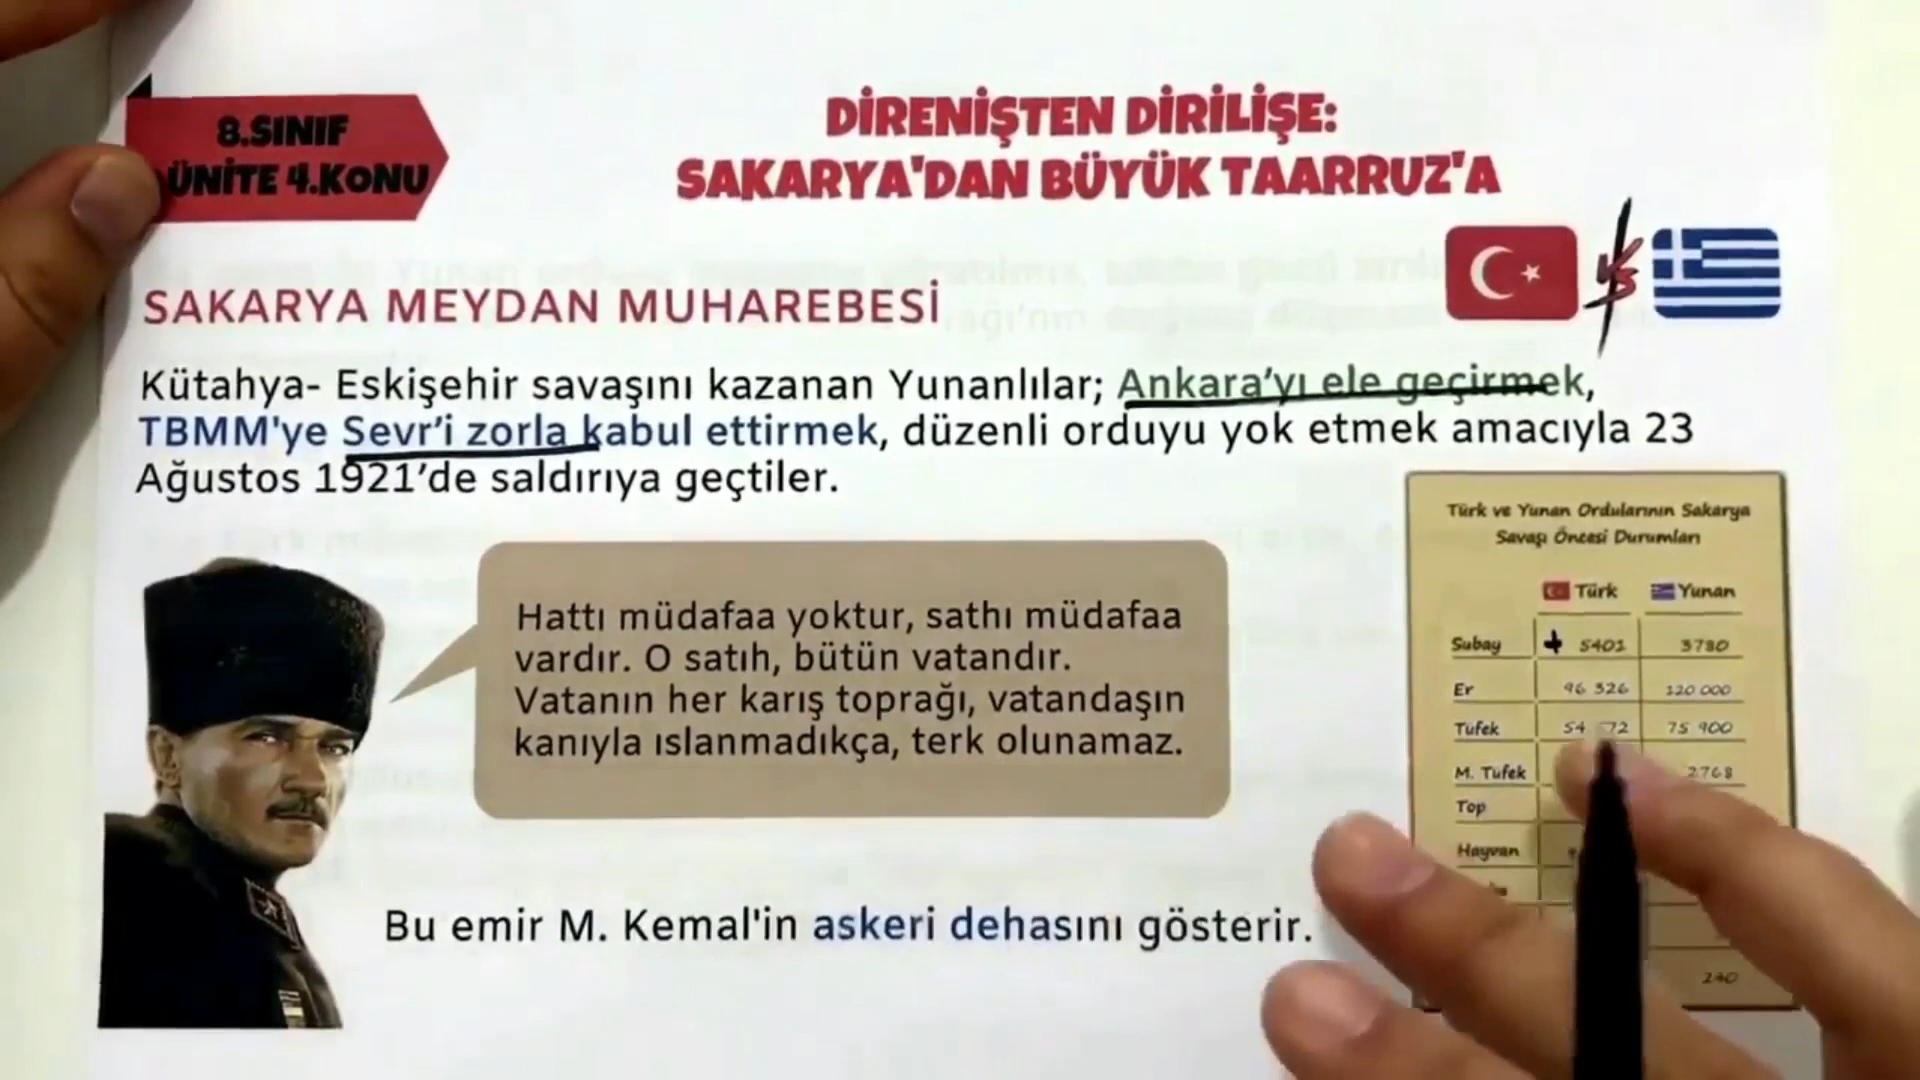 8.SINIF
ÜNİTE 4.KONU
DİRENİŞTEN DİRİLİŞE:
SAKARYA'DAN BÜYÜK TAARRUZ'A
VS
SAKARYA MEYDAN MUHAREBESİ
Kütahya- Eskişehir savaşını kazanan Yunanlılar; Ankara’yı ele geçirmek,
TBMM'ye Sevr’i zorla kabul ettirmek, düzenli orduyu yok etmek amacıyla 23
Ağustos 1921’de saldırıya geçtiler.
Hattı müdafaa yoktur, sathı müdafaa
vardır. O satıh, bütün vatandır.
Vatanın her karış toprağı, vatandaşın
kanıyla ıslanmadıkça, terk olunamaz.
Bu emir M. Kemal'in askeri dehasını gösterir.
Türk ve Yunan Ordularının Sakarya
Savaşı Öncesi Durumları
Türk Yunan
Subay + 5401 3780
Er 96 326 120 000
Tüfek 54 72 75 900
M. Tüfek 2768
Top
Hayvan
240